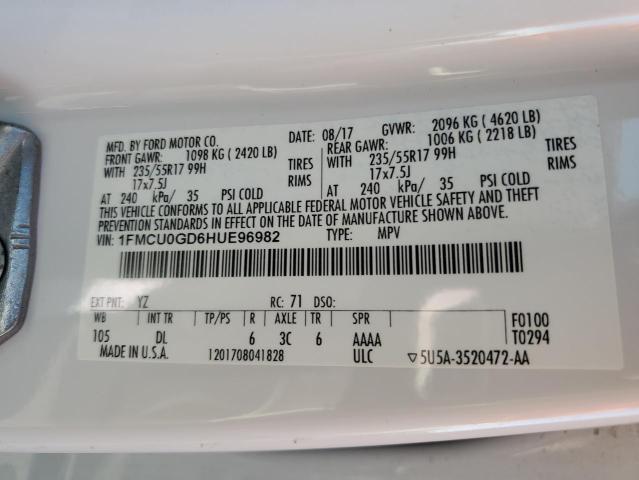 MFD. BY FORD MOTOR CO.
DATE: 08/17 GVWR: 2096 KG ( 4620 LB)
FRONT GAWR: 1098 KG ( 2420 LB) REAR GAWR: 1006 KG ( 2218 LB)
WITH 235/55R17 99H TIRES WITH 235/55R17 99H TIRES
17x7.5J RIMS 17x7.5J RIMS
AT 240 kPa/ 35 PSI COLD AT 240 kPa/ 35 PSI COLD
THIS VEHICLE CONFORMS TO ALL APPLICABLE FEDERAL MOTOR VEHICLE SAFETY AND THEFT
PREVENTION STANDARDS IN EFFECT ON THE DATE OF MANUFACTURE SHOWN ABOVE.
VIN: 1FMCU0GD6HUE96982 TYPE: MPV
EXT PNT: YZ RC: 71 DSO:
WB INT TR TP/PS R AXLE TR SPR F0100
105 DL 6 3C 6 AAAA T0294
MADE IN U.S.A. 1201708041828 ULC ▽5U5A-3520472-AA